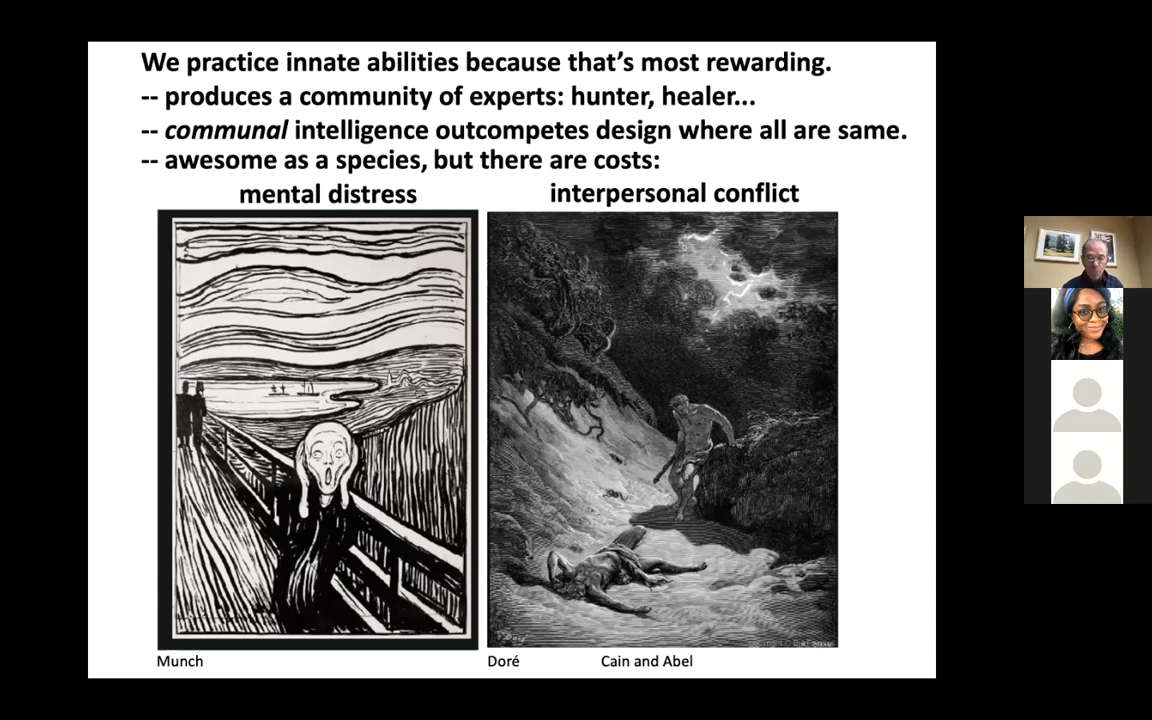 We practice innate abilities because that’s most rewarding.
-- produces a community of experts: hunter, healer...
-- communal intelligence outcompetes design where all are same.
-- awesome as a species, but there are costs:
mental distress
interpersonal conflict
Munch
Doré
Cain and Abel